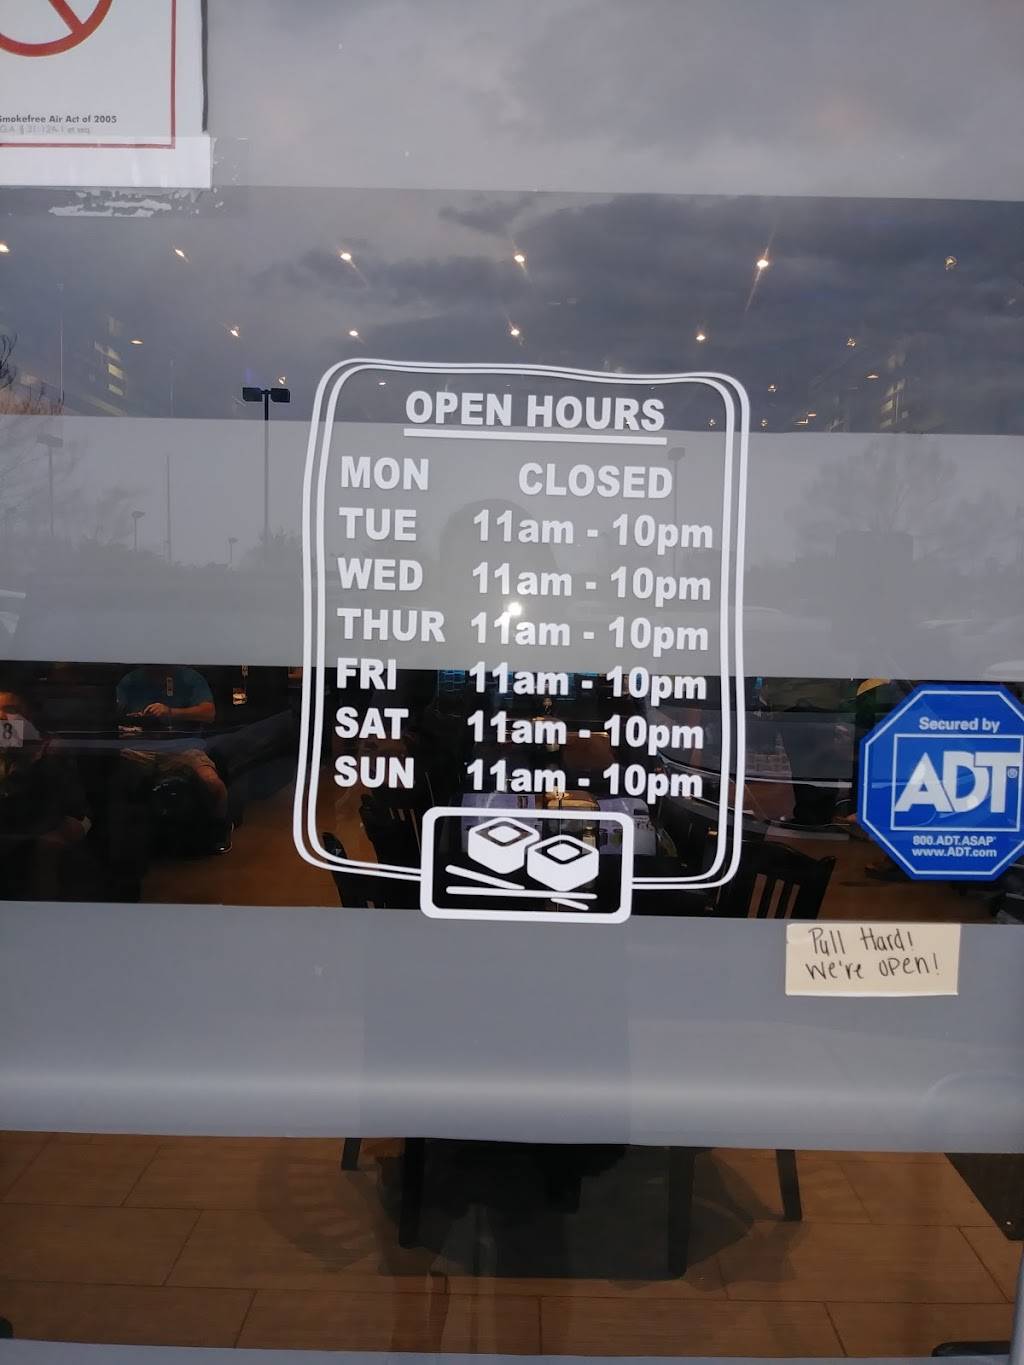 Smokefree Air Act of 2005
OPEN HOURS
MON CLOSED
TUE 11am - 10pm
WED 11am - 10pm
THUR 11am - 10pm
FRI 11am - 10pm
SAT 11am - 10pm
SUN 11am - 10pm
8
Secured by
ADT®
800.ADT.ASAP®
www.ADT.com
Pull Hard!
We're open!